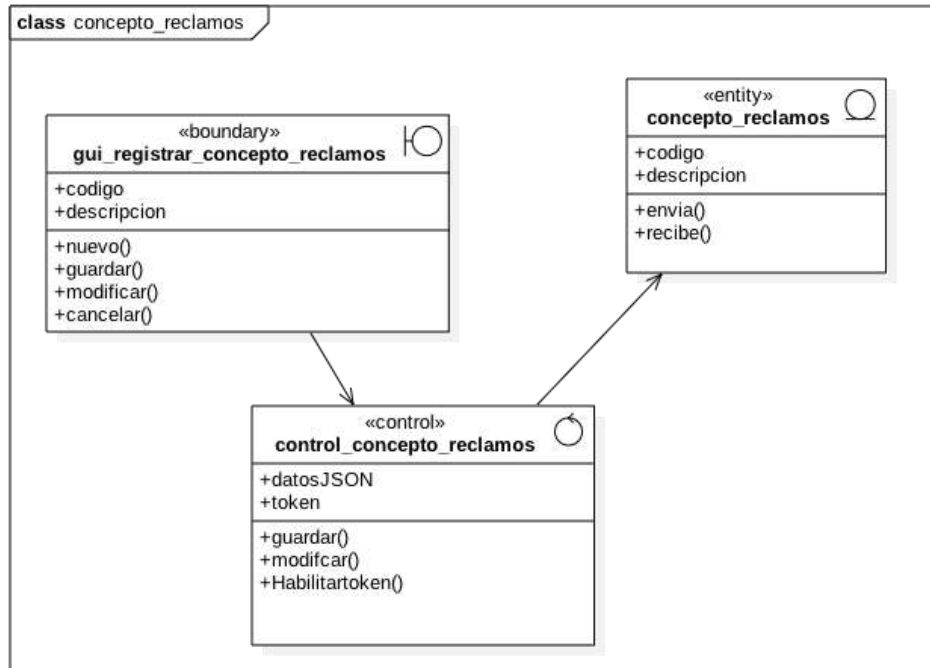 class concepto_reclamos
«boundary»
gui_registrar_concepto_reclamos
+codigo
+descripcion
+nuevo()
+guardar()
+modificar()
+cancelar()
«entity»
concepto_reclamos
+codigo
+descripcion
+envia()
+recibe()
«control»
control_concepto_reclamos
+datosJSON
+token
+guardar()
+modifcar()
+Habilitartoken()